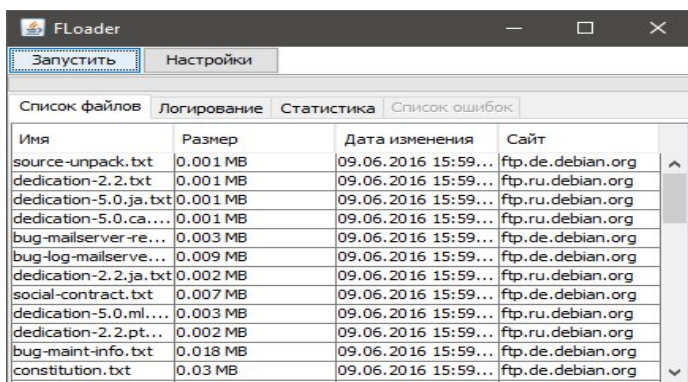 FLoader
Запустить Настройки
Список файлов Логирование Статистика Список ошибок
Имя Размер Дата изменения Сайт
source-unpack.txt 0.001 MB 09.06.2016 15:59... ftp.de.debian.org
dedication-2.2.txt 0.001 MB 09.06.2016 15:59... ftp.ru.debian.org
dedication-5.0.ja.txt 0.001 MB 09.06.2016 15:59... ftp.ru.debian.org
dedication-5.0.ca.... 0.001 MB 09.06.2016 15:59... ftp.ru.debian.org
bug-mailserver-re... 0.003 MB 09.06.2016 15:59... ftp.de.debian.org
bug-log-mailserve... 0.009 MB 09.06.2016 15:59... ftp.de.debian.org
dedication-2.2.ja.txt 0.002 MB 09.06.2016 15:59... ftp.ru.debian.org
social-contract.txt 0.007 MB 09.06.2016 15:59... ftp.de.debian.org
dedication-5.0.ml.... 0.003 MB 09.06.2016 15:59... ftp.ru.debian.org
dedication-2.2.pt... 0.002 MB 09.06.2016 15:59... ftp.ru.debian.org
bug-maint-info.txt 0.018 MB 09.06.2016 15:59... ftp.de.debian.org
constitution.txt 0.03 MB 09.06.2016 15:59... ftp.de.debian.org